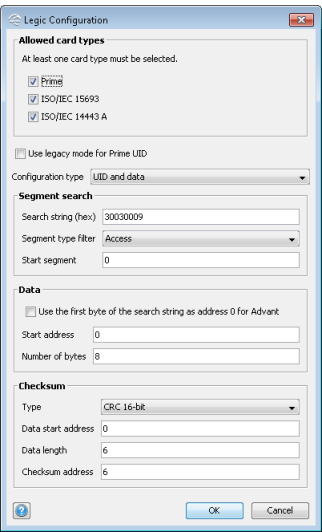 Legic Configuration
Allowed card types
At least one card type must be selected.
Prime
ISO/IEC 15693
ISO/IEC 14443 A
Use legacy mode for Prime UID
Configuration type UID and data
Segment search
Search string (hex) 30030009
Segment type filter Access
Start segment 0
Data
Use the first byte of the search string as address 0 for Advant
Start address 0
Number of bytes 8
Checksum
Type CRC 16-bit
Data start address 0
Data length 6
Checksum address 6
? OK Cancel